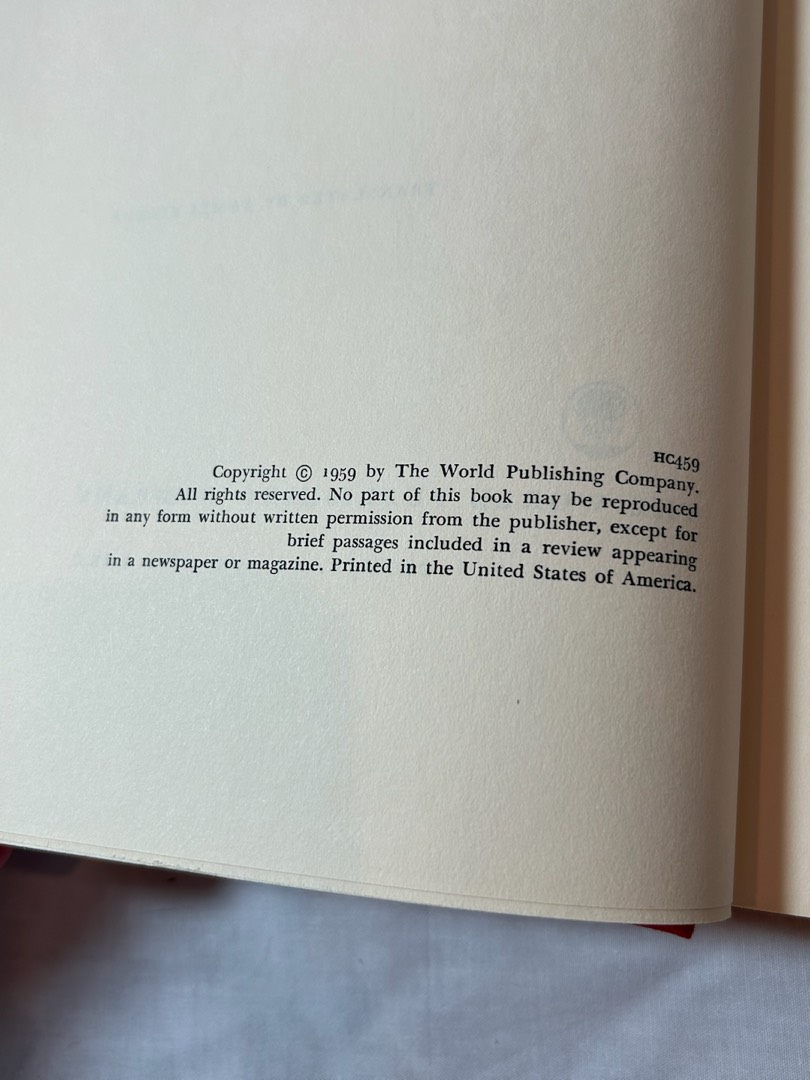 HC459
Copyright © 1959 by The World Publishing Company.
All rights reserved. No part of this book may be reproduced
in any form without written permission from the publisher, except for
brief passages included in a review appearing
in a newspaper or magazine. Printed in the United States of America.